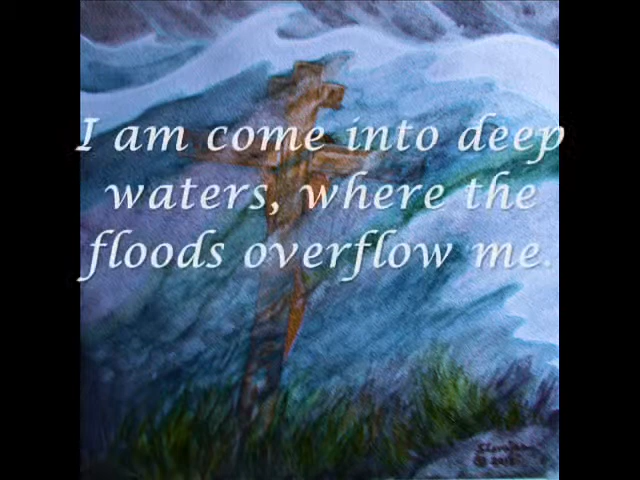 I am come into deep
waters, where the
floods overflow me.